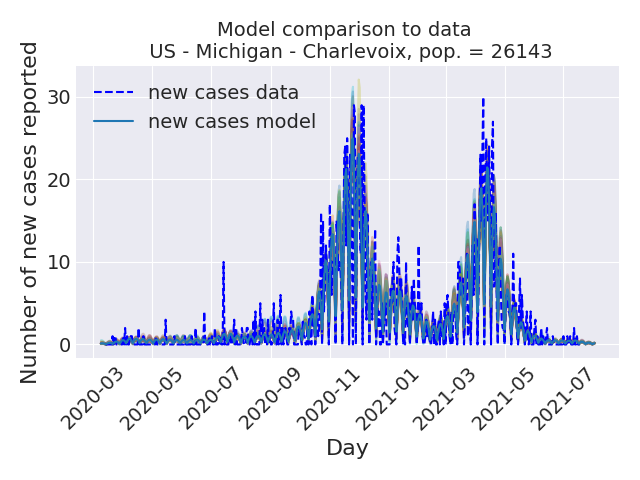 Model comparison to data
US - Michigan - Charlevoix, pop. = 26143
Number of new cases reported
30
20
10
0
new cases data
new cases model
2020-03
2020-05
2020-07
2020-09
2020-11
2021-01
2021-03
2021-05
2021-07
Day